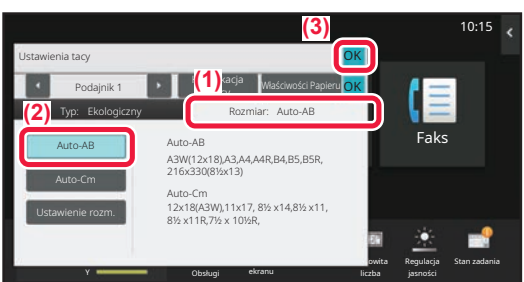 (3)
10:15
Ustawienia tacy
OK
Podajnik 1
(1)
Właściwości Papieru
OK
(2)
Typ: Ekologiczny
Rozmiar: Auto-AB
Faks
Auto-AB
Auto-Cm
Ustawienie rozm.
Auto-AB
A3W(12x18),A3,A4,A4R,B4,B5,B5R,
216x330(8½x13)
Auto-Cm
12x18(A3W),11x17, 8½ x14,8½ x11,
8½ x11R,7½ x 10½R,
Y
Obsługi
ekranu
liczba
Regulacja
jasności
Stan zadania